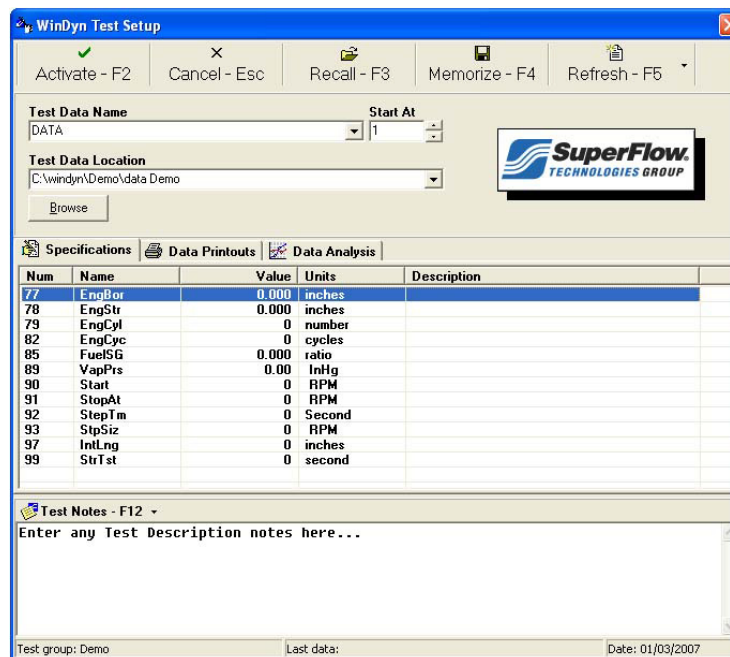 WinDyn Test Setup
Activate - F2 Cancel - Esc Recall - F3 Memorize - F4 Refresh - F5
Test Data Name Start At
DATA 1
Test Data Location
C:\windyn\Demo\data Demo
Browse
SuperFlow.
TECHNOLOGIES GROUP
Specifications Data Printouts Data Analysis
Num Name Value Units Description
77 EngBor 0.000 inches
78 EngStr 0.000 inches
79 EngCyl 0 number
82 EngCyc 0 cycles
85 FuelSG 0.000 ratio
89 VapPrs 0.00 InHg
90 Start 0 RPM
91 StopAt 0 RPM
92 StepTm 0 Second
93 StpSiz 0 RPM
97 IntLng 0 inches
99 StrTst 0 second
Test Notes - F12
Enter any Test Description notes here...
Test group: Demo Last data: Date: 01/03/2007